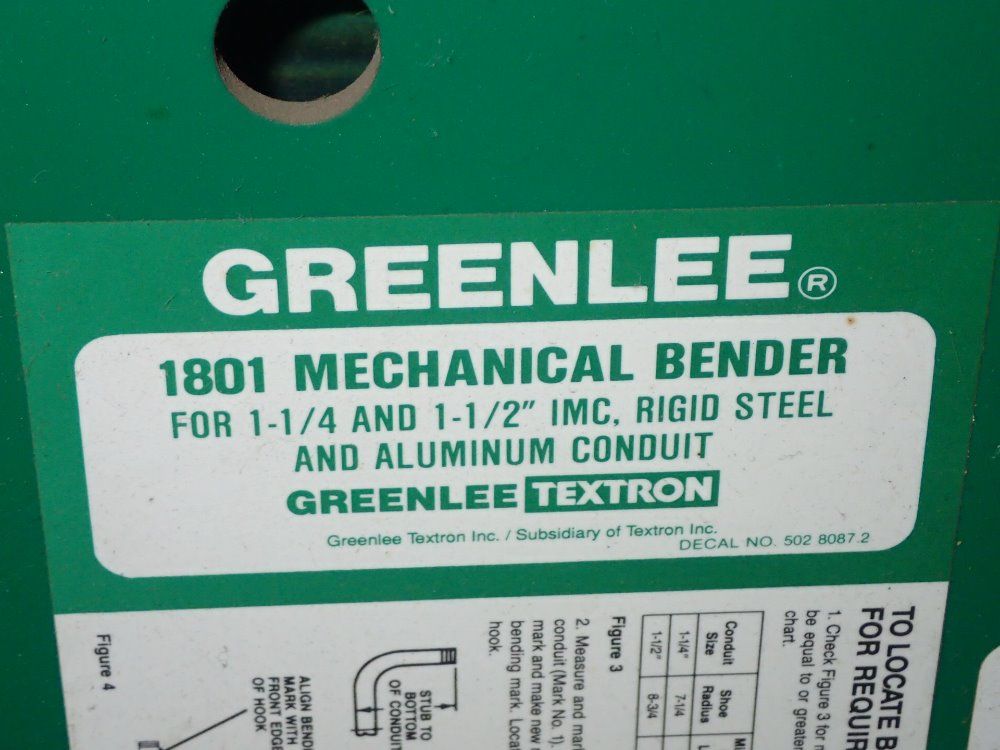 GREENLEE®
1801 MECHANICAL BENDER
FOR 1-1/4 AND 1-1/2" IMC, RIGID STEEL
AND ALUMINUM CONDUIT
GREENLEE TEXTRON
Greenlee Textron Inc. / Subsidiary of Textron Inc.
DECAL NO. 502 8087.2
TO LOCATE B
FOR REQUIR
1. Check Figure 3 for
be equal to or greater
chart.
Conduit Size Shoe Radius
1-1/4" 7-1/4
1-1/2" 8-3/4
Figure 3
2. Measure and mar
conduit (Mark No. 1).
mark and make new
bending mark. Locat
hook.
STUB TO
BOTTOM
OF CONDUIT
ALIGN BEND
MARK WITH
FRONT EDGE
OF HOOK
Figure 4